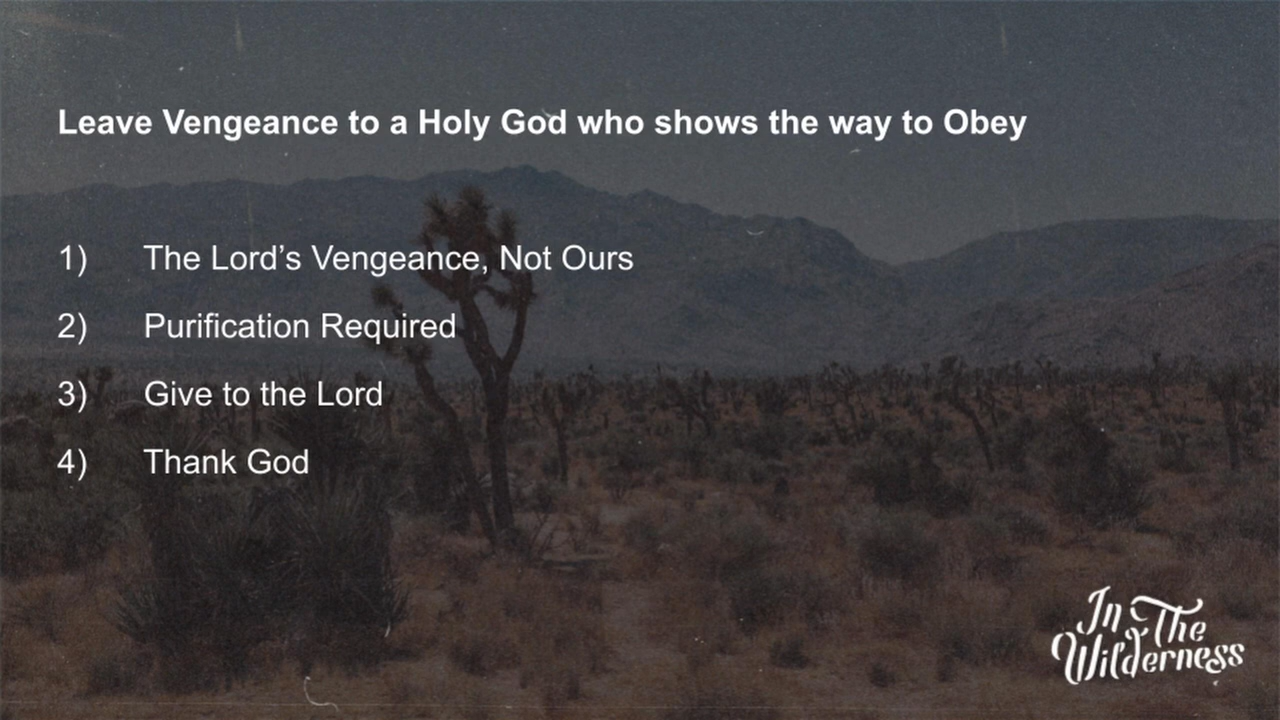 Leave Vengeance to a Holy God who shows the way to Obey
1) The Lord’s Vengeance, Not Ours
2) Purification Required
3) Give to the Lord
4) Thank God
In The
Wilderness